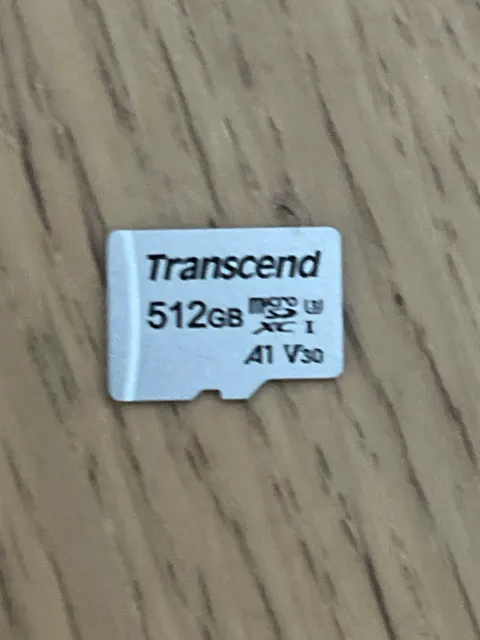 Transcend
512GB micro SD XC I U3
A1 V30